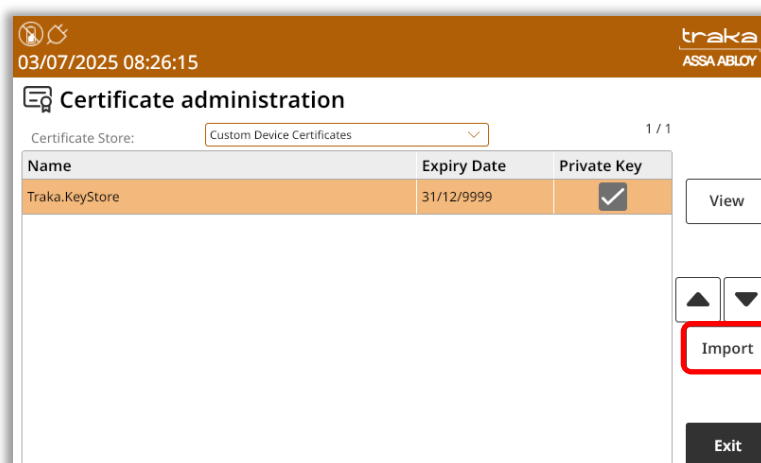 traka
03/07/2025 08:26:15
ASSA ABLOY
Certificate administration
Certificate Store:
Custom Device Certificates
1 / 1
Name Expiry Date Private Key
Traka.KeyStore 31/12/9999
View
Import
Exit